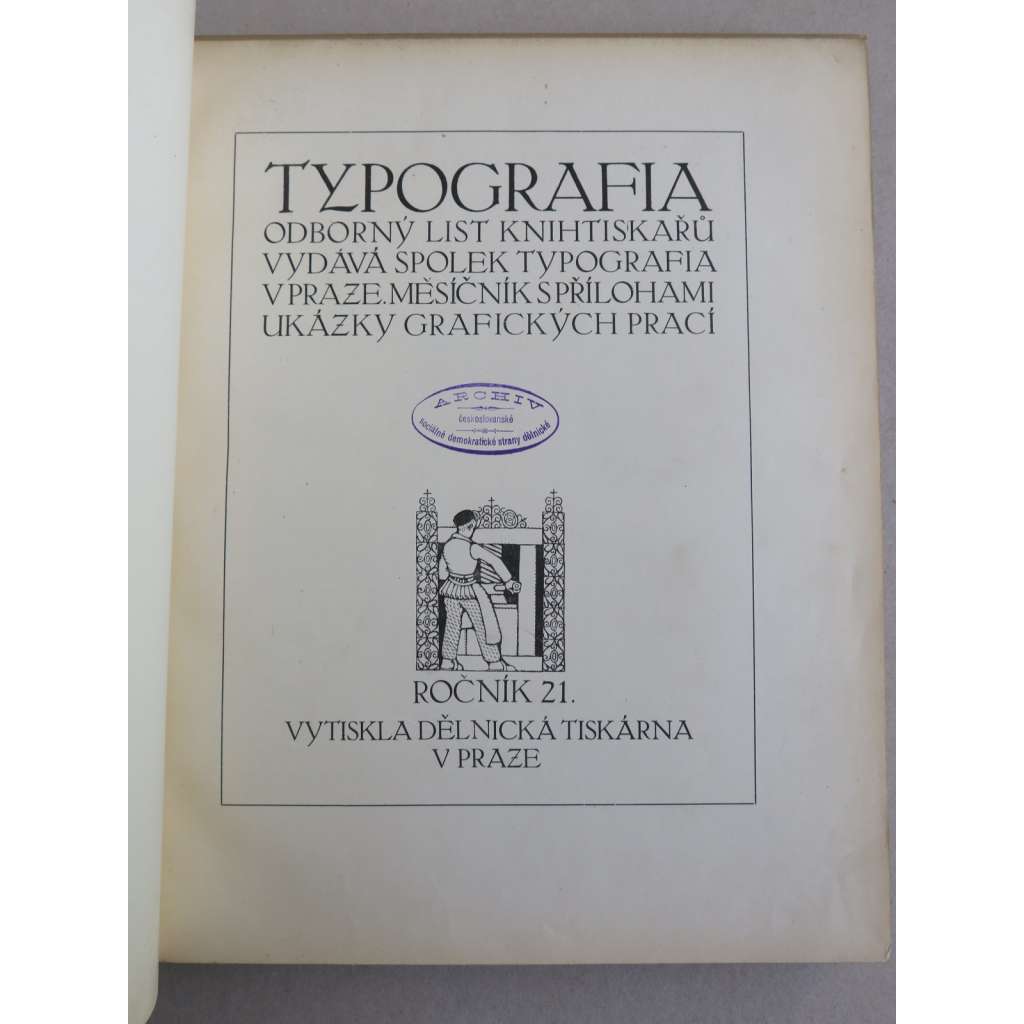 TYPOGRAFIA
ODBORNÝ LIST KNIHTISKAŘŮ
VYDÁVÁ SPOLEK TYPOGRAFIA
V PRAZE. MĚSÍČNÍK S PŘÍLOHAMI
UKÁZKY GRAFICKÝCH PRACÍ
ARCHIV
českoslovanské
sociálně demokratické strany dělnické
ROČNÍK 21.
VYTISKLA DĚLNICKÁ TISKÁRNA
V PRAZE